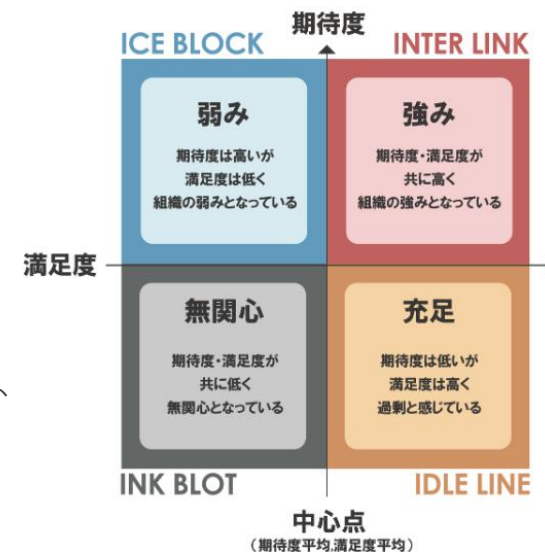 期待度
ICE BLOCK
INTER LINK
弱み
期待度は高いが
満足度は低く
組織の弱みとなっている
強み
期待度・満足度が
共に高く
組織の強みとなっている
満足度
無関心
期待度・満足度が
共に低く
無関心となっている
充足
期待度は低いが
満足度は高く
過剰と感じている
、
INK BLOT
IDLE LINE
中心点
(期待度平均,満足度平均)